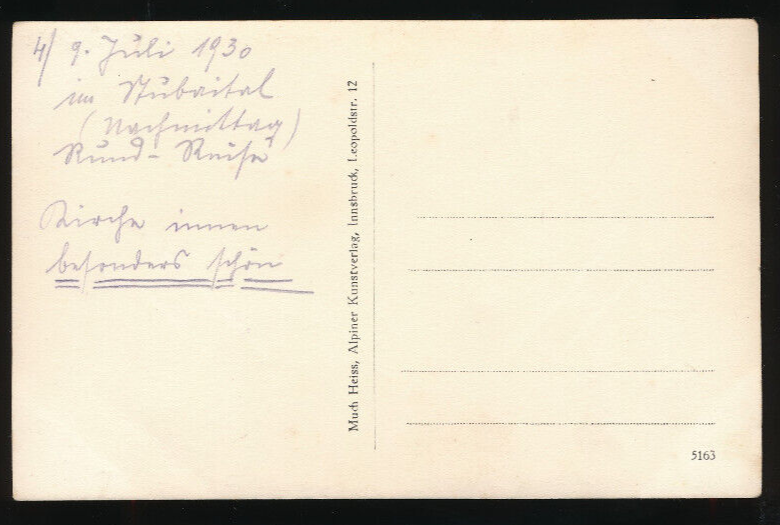 4/ 9. Juli 1930
im Stubaital
(Nachmittag)
Rund-Reise
Kirche innen
besonders schön
Much Heiss, Alpiner Kunstverlag, Innsbruck, Leopoldstr. 12
5163